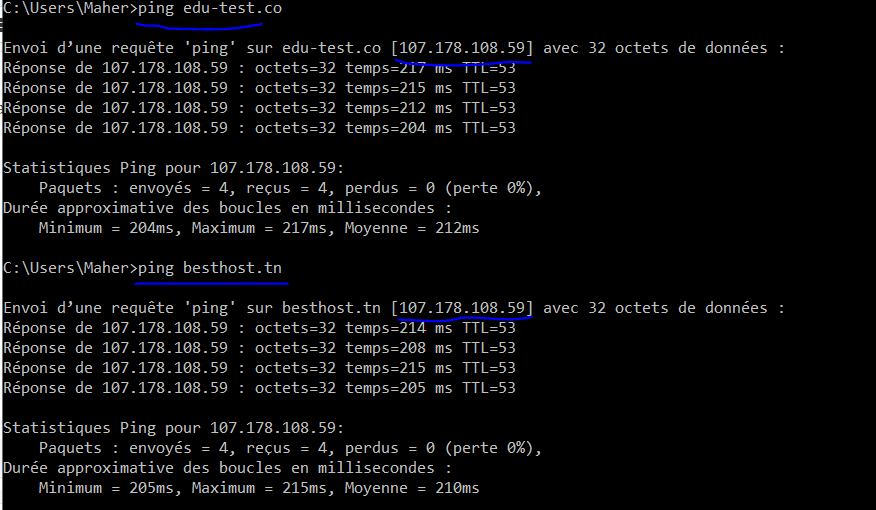 C:\Users\Maher>ping edu-test.co
Envoi d’une requête 'ping' sur edu-test.co [107.178.108.59] avec 32 octets de données :
Réponse de 107.178.108.59 : octets=32 temps=217 ms TTL=53
Réponse de 107.178.108.59 : octets=32 temps=215 ms TTL=53
Réponse de 107.178.108.59 : octets=32 temps=212 ms TTL=53
Réponse de 107.178.108.59 : octets=32 temps=204 ms TTL=53
Statistiques Ping pour 107.178.108.59:
Paquets : envoyés = 4, reçus = 4, perdus = 0 (perte 0%),
Durée approximative des boucles en millisecondes :
Minimum = 204ms, Maximum = 217ms, Moyenne = 212ms
C:\Users\Maher>ping besthost.tn
Envoi d’une requête 'ping' sur besthost.tn [107.178.108.59] avec 32 octets de données :
Réponse de 107.178.108.59 : octets=32 temps=214 ms TTL=53
Réponse de 107.178.108.59 : octets=32 temps=208 ms TTL=53
Réponse de 107.178.108.59 : octets=32 temps=215 ms TTL=53
Réponse de 107.178.108.59 : octets=32 temps=205 ms TTL=53
Statistiques Ping pour 107.178.108.59:
Paquets : envoyés = 4, reçus = 4, perdus = 0 (perte 0%),
Durée approximative des boucles en millisecondes :
Minimum = 205ms, Maximum = 215ms, Moyenne = 210ms